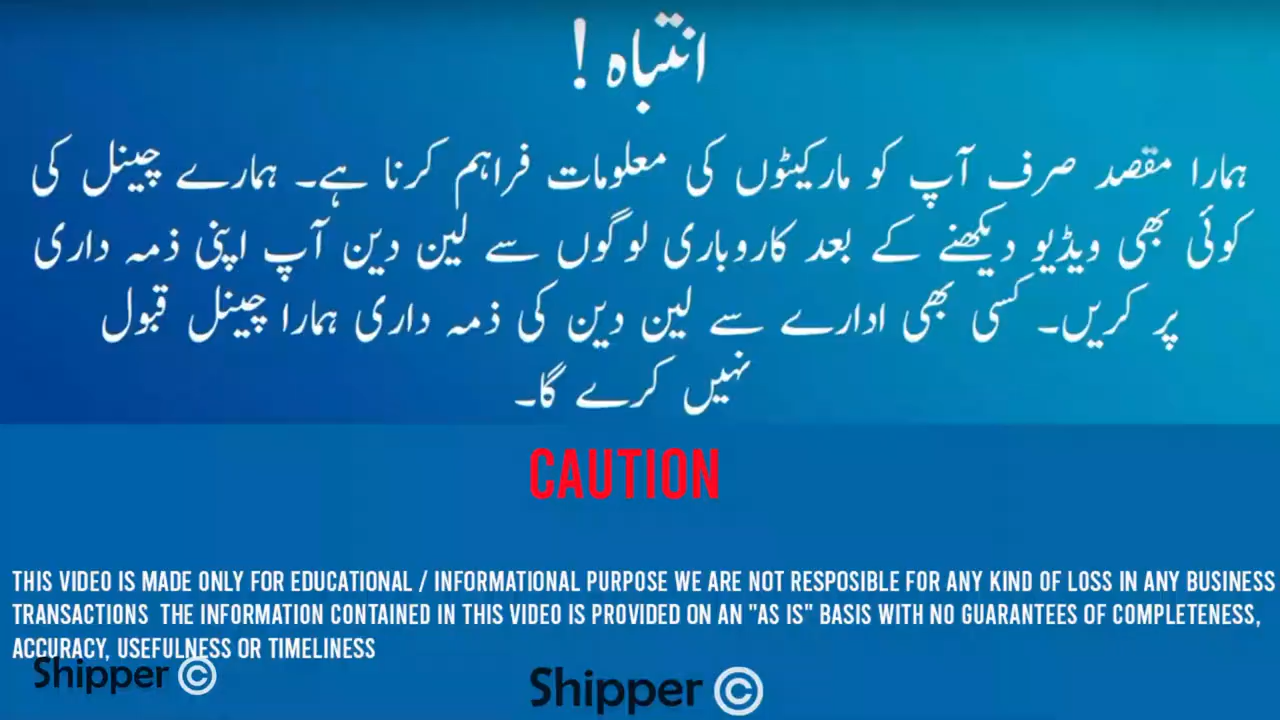 انتباہ !
ہمارا مقصد صرف آپ کو مارکیٹوں کی معلومات فراہم کرنا ہے۔ ہمارے چینل کی
کوئی بھی ویڈیو دیکھنے کے بعد کاروباری لوگوں سے لین دین آپ اپنی ذمہ داری
پر کریں۔ کسی بھی ادارے سے لین دین کی ذمہ داری ہمارا چینل قبول
نہیں کرے گا۔
CAUTION
THIS VIDEO IS MADE ONLY FOR EDUCATIONAL / INFORMATIONAL PURPOSE WE ARE NOT RESPOSIBLE FOR ANY KIND OF LOSS IN ANY BUSINESS
TRANSACTIONS THE INFORMATION CONTAINED IN THIS VIDEO IS PROVIDED ON AN "AS IS" BASIS WITH NO GUARANTEES OF COMPLETENESS,
ACCURACY, USEFULNESS OR TIMELINESS
Shipper ©
Shipper ©